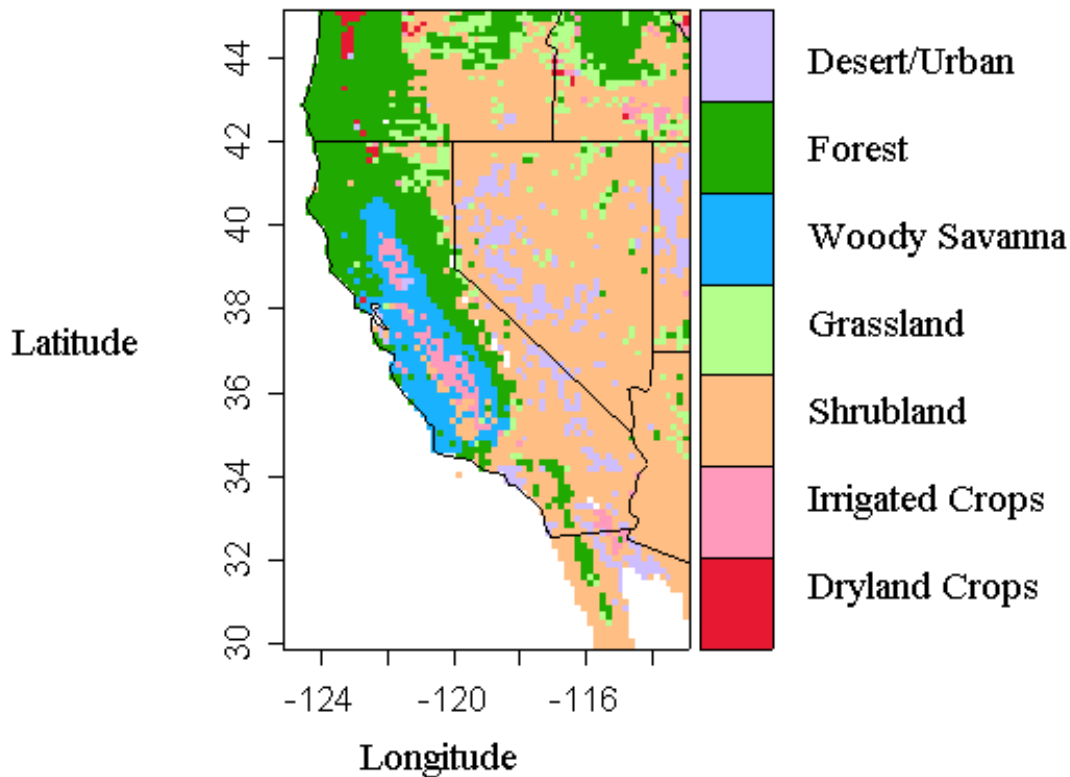 44
42
40
38
36
34
32
30
Latitude
-124
-120
-116
Longitude
Desert/Urban
Forest
Woody Savanna
Grassland
Shrubland
Irrigated Crops
Dryland Crops